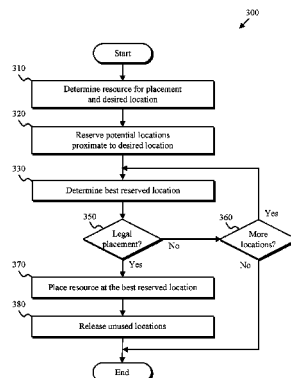 300
Start
310
Determine resource for placement
and desired location
320
Reserve potential locations
proximate to desired location
330
Determine best reserved location
350
Legal
placement?
No
Yes
360
More
locations?
Yes
No
370
Place resource at the best reserved location
380
Release unused locations
End